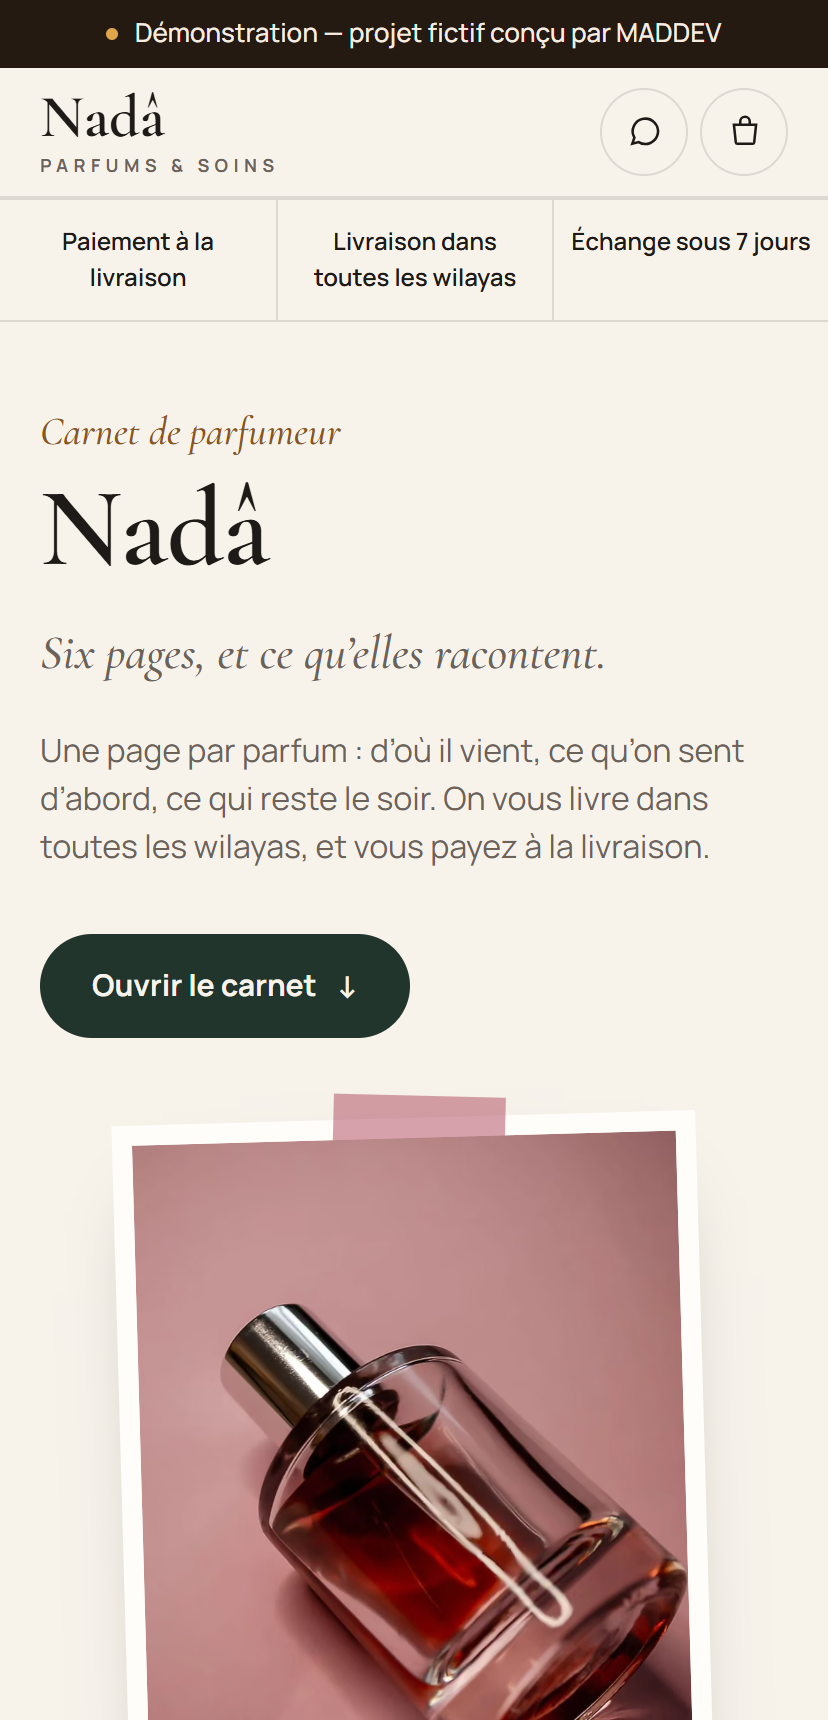 Démonstration — projet fictif conçu par MADDEV
Nadâ
PARFUMS & SOINS
Paiement à la
livraison
Livraison dans
toutes les wilayas
Échange sous 7 jours
Carnet de parfumeur
Nadâ
Six pages, et ce qu’elles racontent.
Une page par parfum : d’où il vient, ce qu’on sent
d’abord, ce qui reste le soir. On vous livre dans
toutes les wilayas, et vous payez à la livraison.
Ouvrir le carnet ↓